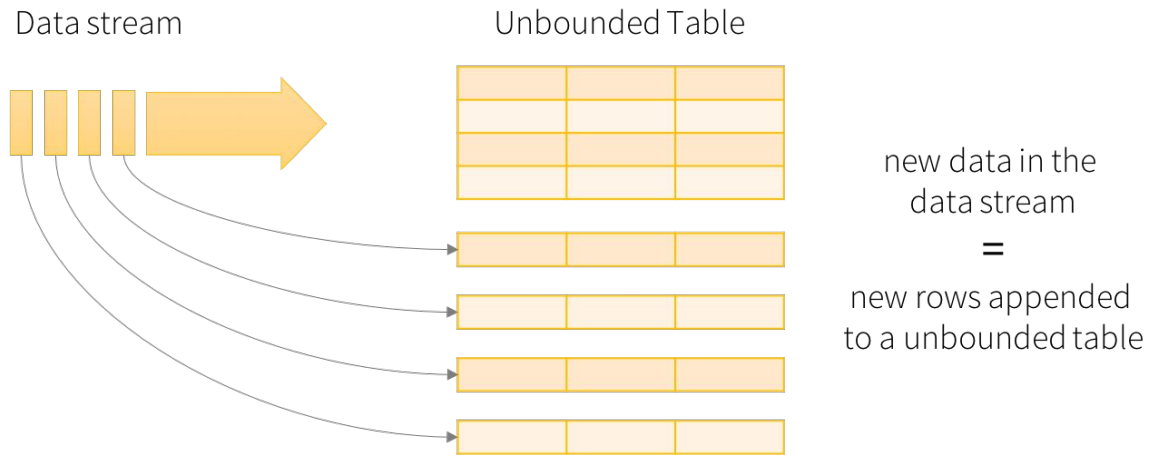 Data stream
Unbounded Table
new data in the
data stream
=
new rows appended
to a unbounded table